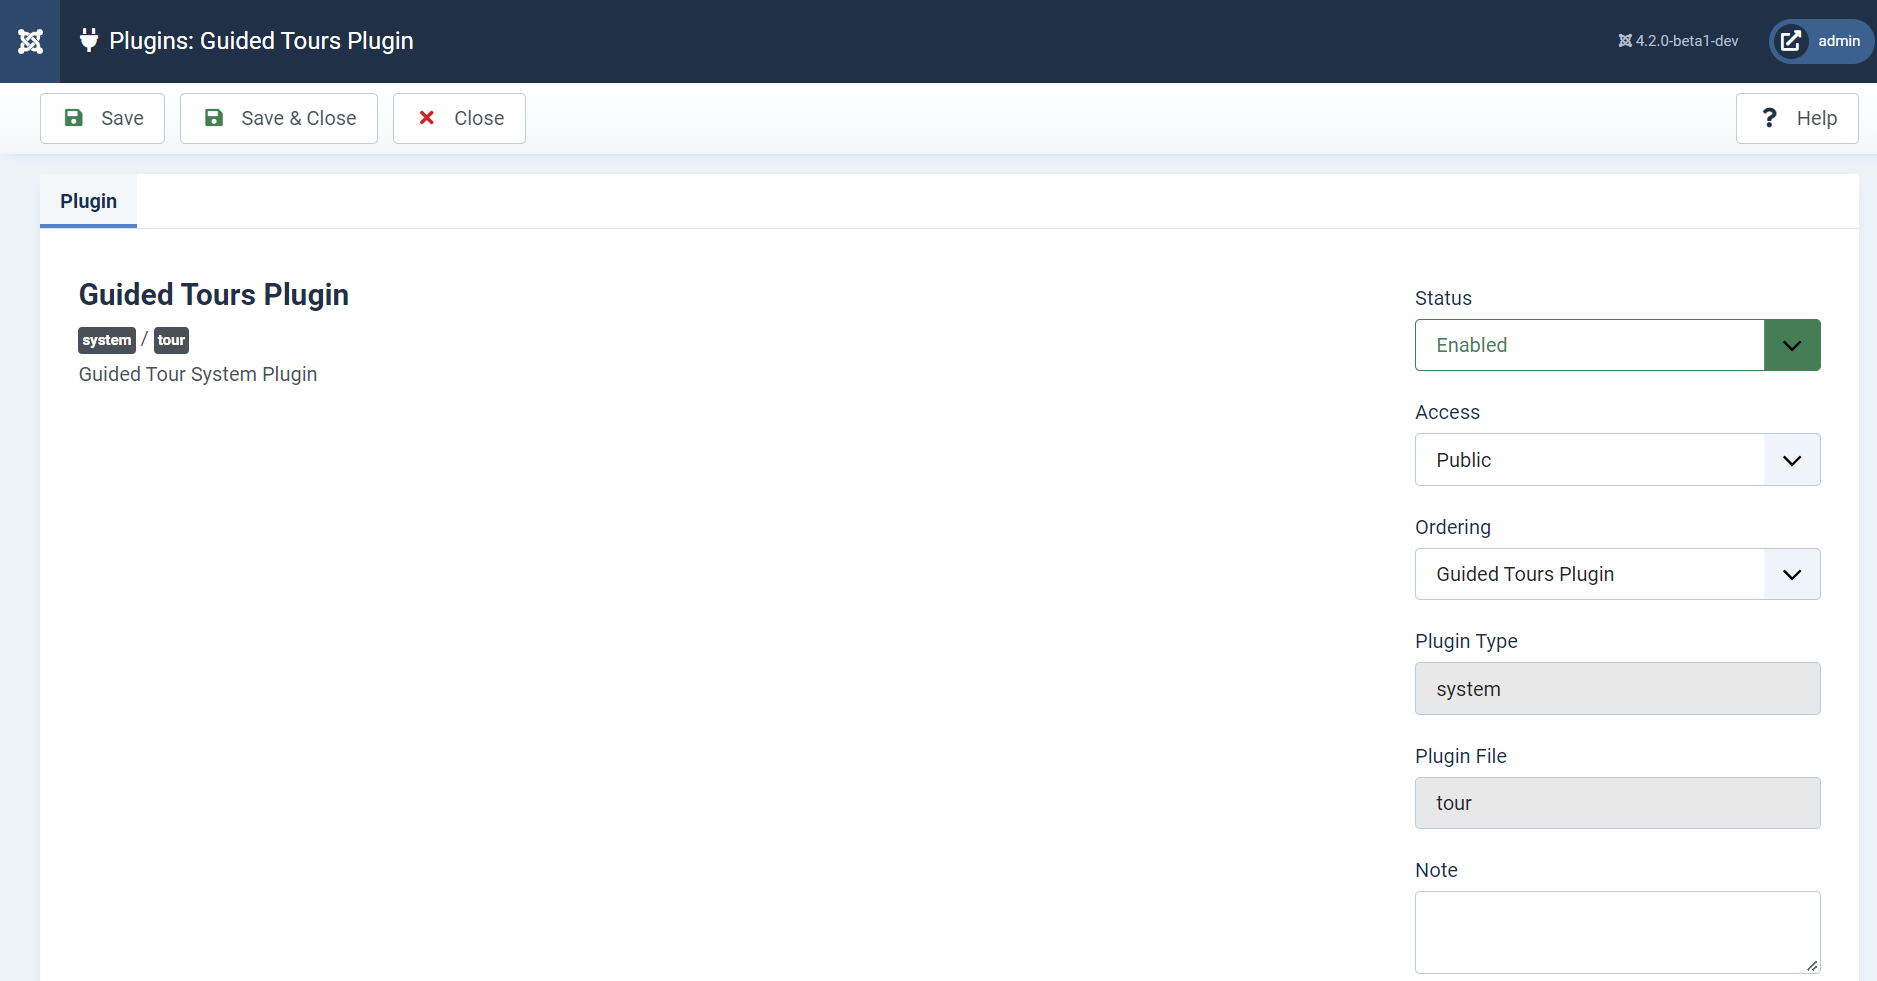 Plugins: Guided Tours Plugin
4.2.0-beta1-dev
admin
Save
Save & Close
Close
? Help
Plugin
Guided Tours Plugin
system / tour
Guided Tour System Plugin
Status
Enabled
Access
Public
Ordering
Guided Tours Plugin
Plugin Type
system
Plugin File
tour
Note